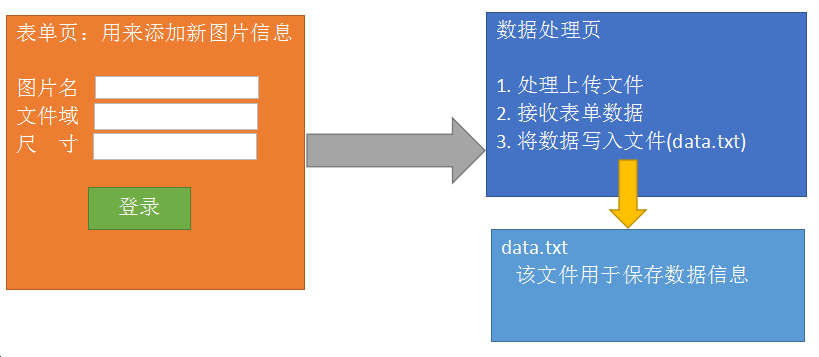 表单页：用来添加新图片信息
图片名
文件域
尺 寸
登录
数据处理页
1. 处理上传文件
2. 接收表单数据
3. 将数据写入文件(data.txt)
data.txt
该文件用于保存数据信息